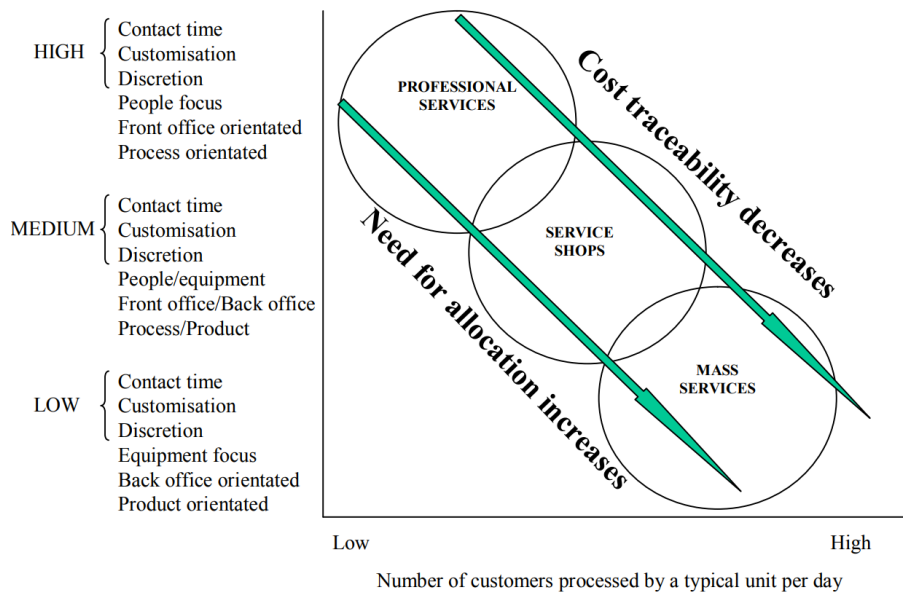 HIGH
Contact time
Customisation
Discretion
People focus
Front office orientated
Process orientated
MEDIUM
Contact time
Customisation
Discretion
People/equipment
Front office/Back office
Process/Product
LOW
Contact time
Customisation
Discretion
Equipment focus
Back office orientated
Product orientated
PROFESSIONAL
SERVICES
SERVICE
SHOPS
MASS
SERVICES
Cost traceability decreases
Need for allocation increases
Low
High
Number of customers processed by a typical unit per day